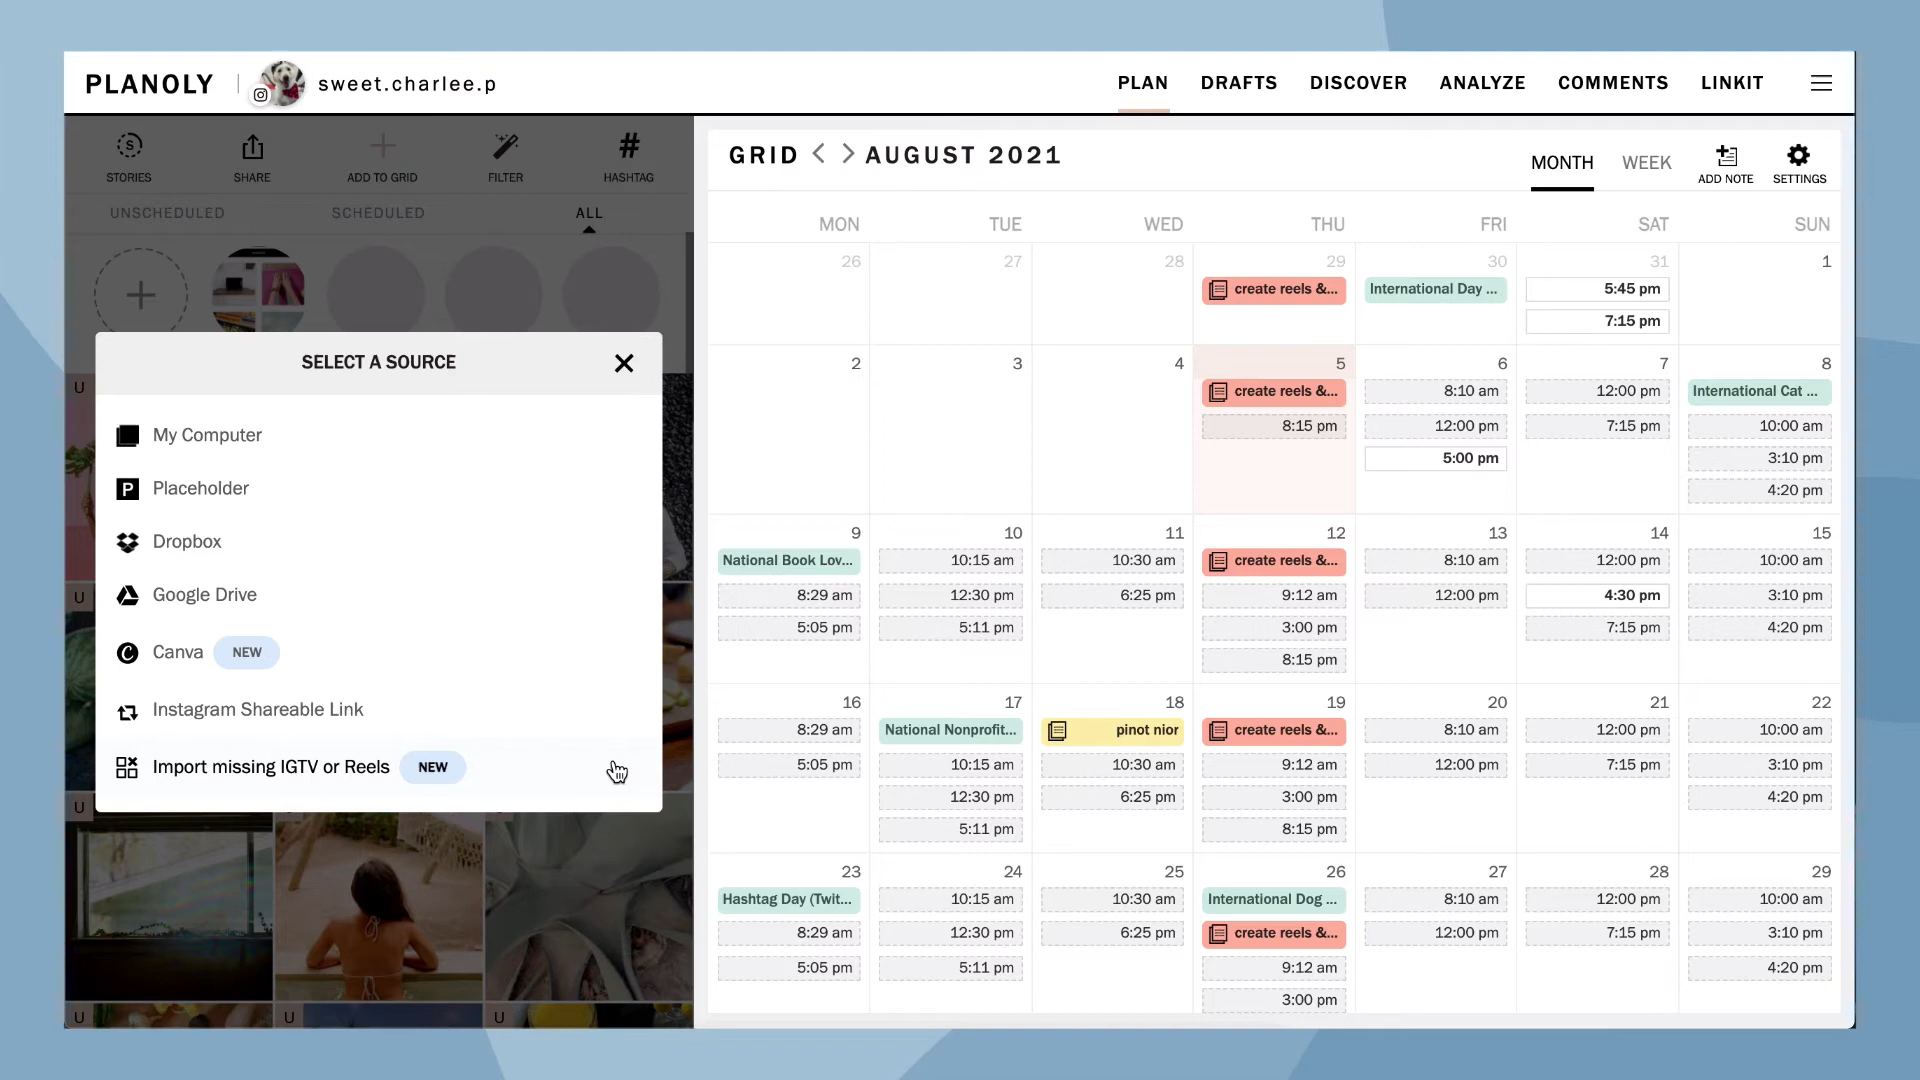 PLANOLY
sweet.charlee.p
PLAN
DRAFTS
DISCOVER
ANALYZE
COMMENTS
LINKIT
STORIES
SHARE
ADD TO GRID
FILTER
HASHTAG
UNSCHEDULED
SCHEDULED
ALL
U
SELECT A SOURCE
My Computer
Placeholder
Dropbox
Google Drive
Canva NEW
Instagram Shareable Link
Import missing IGTV or Reels NEW
U
U
U
U
U
GRID AUGUST 2021
MONTH
WEEK
ADD NOTE
SETTINGS
MON TUE WED THU FRI SAT SUN
26
27
28
29
create reels &...
30
International Day ...
31
5:45 pm
7:15 pm
1
2
3
4
5
create reels &...
8:15 pm
6
8:10 am
12:00 pm
5:00 pm
7
12:00 pm
7:15 pm
8
International Cat ...
10:00 am
3:10 pm
4:20 pm
9
National Book Lov...
8:29 am
5:05 pm
10
10:15 am
12:30 pm
5:11 pm
11
10:30 am
6:25 pm
12
create reels &...
9:12 am
3:00 pm
8:15 pm
13
8:10 am
12:00 pm
14
12:00 pm
4:30 pm
7:15 pm
15
10:00 am
3:10 pm
4:20 pm
16
8:29 am
5:05 pm
17
National Nonprofit...
10:15 am
12:30 pm
5:11 pm
18
pinot nior
10:30 am
6:25 pm
19
create reels &...
9:12 am
3:00 pm
8:15 pm
20
8:10 am
12:00 pm
21
12:00 pm
7:15 pm
22
10:00 am
3:10 pm
4:20 pm
23
Hashtag Day (Twit...
8:29 am
5:05 pm
24
10:15 am
12:30 pm
5:11 pm
25
10:30 am
6:25 pm
26
International Dog ...
create reels &...
9:12 am
3:00 pm
27
8:10 am
12:00 pm
28
12:00 pm
7:15 pm
29
10:00 am
3:10 pm
4:20 pm